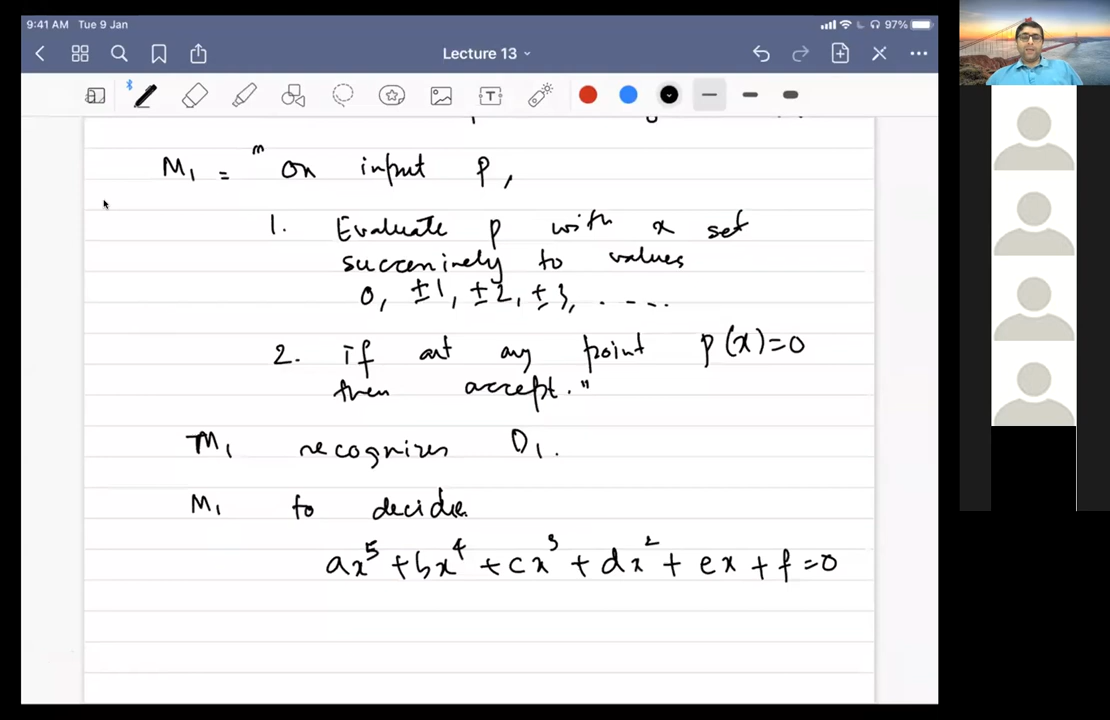 9:41 AM Tue 9 Jan
97%
Lecture 13
M₁ = " on input p,
1. Evaluate p with x set
successively to values
0, ±1, ±2, ±3, . ....
2. if at any point p(x)=0
then accept."
M₁ recognizes D₁.
M₁ to decide
ax⁵ + bx⁴ + cx³ + dx² + ex + f = 0